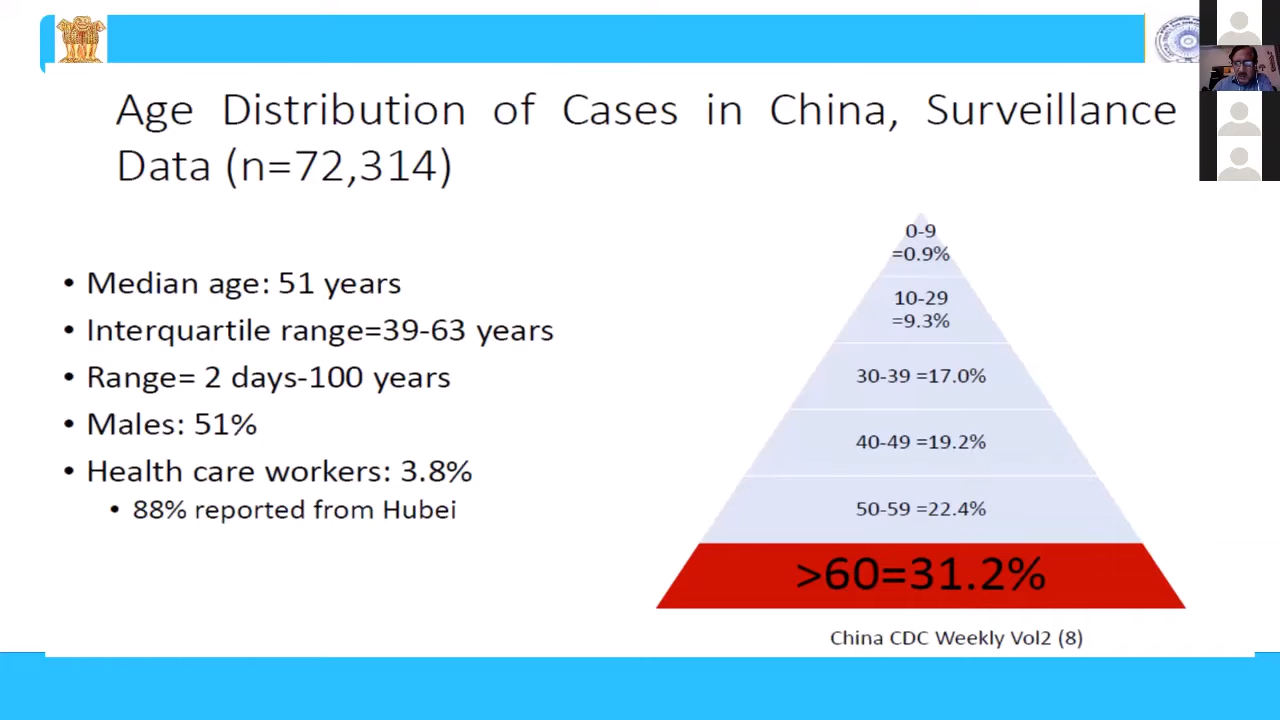 Age Distribution of Cases in China, Surveillance
Data (n=72,314)
• Median age: 51 years
• Interquartile range=39-63 years
• Range= 2 days-100 years
• Males: 51%
• Health care workers: 3.8%
• 88% reported from Hubei
0-9
=0.9%
10-29
=9.3%
30-39 =17.0%
40-49 =19.2%
50-59 =22.4%
>60=31.2%
China CDC Weekly Vol2 (8)